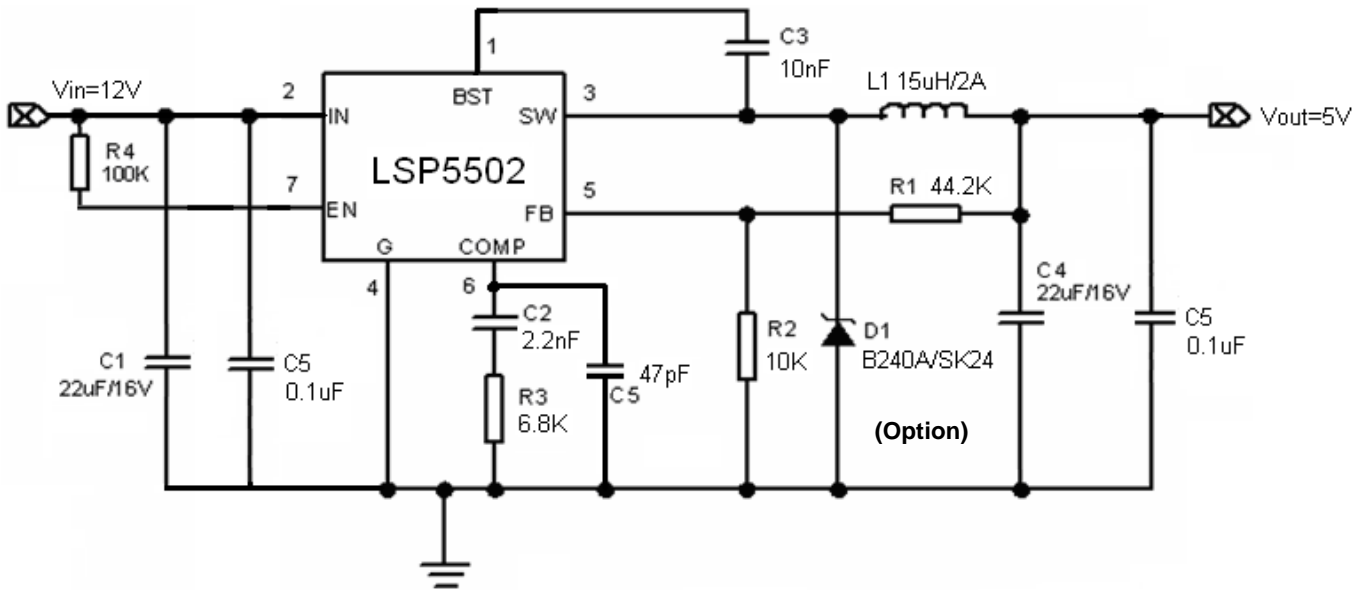 1
C3
10nF
Vin=12V
2
BST
3
L1 15uH/2A
IN
SW
Vout=5V
R4
100K
LSP5502
7
5
R1 44.2K
EN
FB
G
COMP
4
6
C4
22uF/16V
C2
2.2nF
R2
10K
D1
B240A/SK24
C5
0.1uF
C1
22uF/16V
C5
0.1uF
47pF
C5
R3
6.8K
(Option)